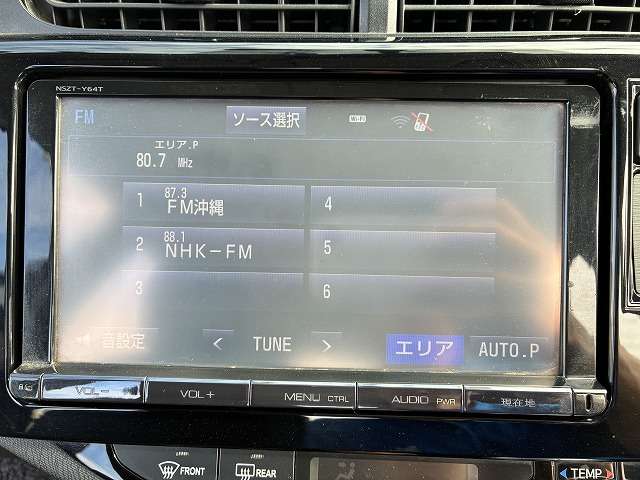 NSZT-Y64T
FM ソース選択 Wi-Fi
エリア.P
80.7 MHz
1 87.3 FM沖縄
4
2 88.1 NHK-FM
5
3
6
音設定 < TUNE > エリア AUTO.P
VOL- VOL+ MENU CTRL AUDIO PWR 現在地
FRONT REAR TEMP